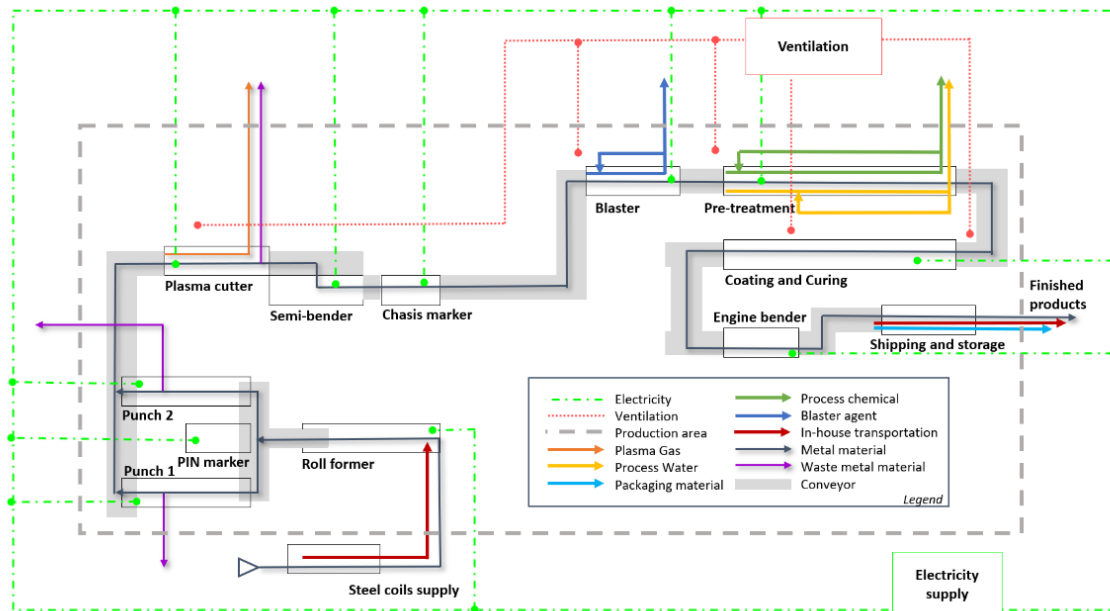 Ventilation
Blaster
Pre-treatment
Plasma cutter
Semi-bender
Chasis marker
Coating and Curing
Finished
products
Engine bender
Shipping and storage
Punch 2
PIN marker
Punch 1
Roll former
Steel coils supply
Electricity
Ventilation
Production area
Plasma Gas
Process Water
Packaging material
Process chemical
Blaster agent
In-house transportation
Metal material
Waste metal material
Conveyor
Legend
Electricity
supply